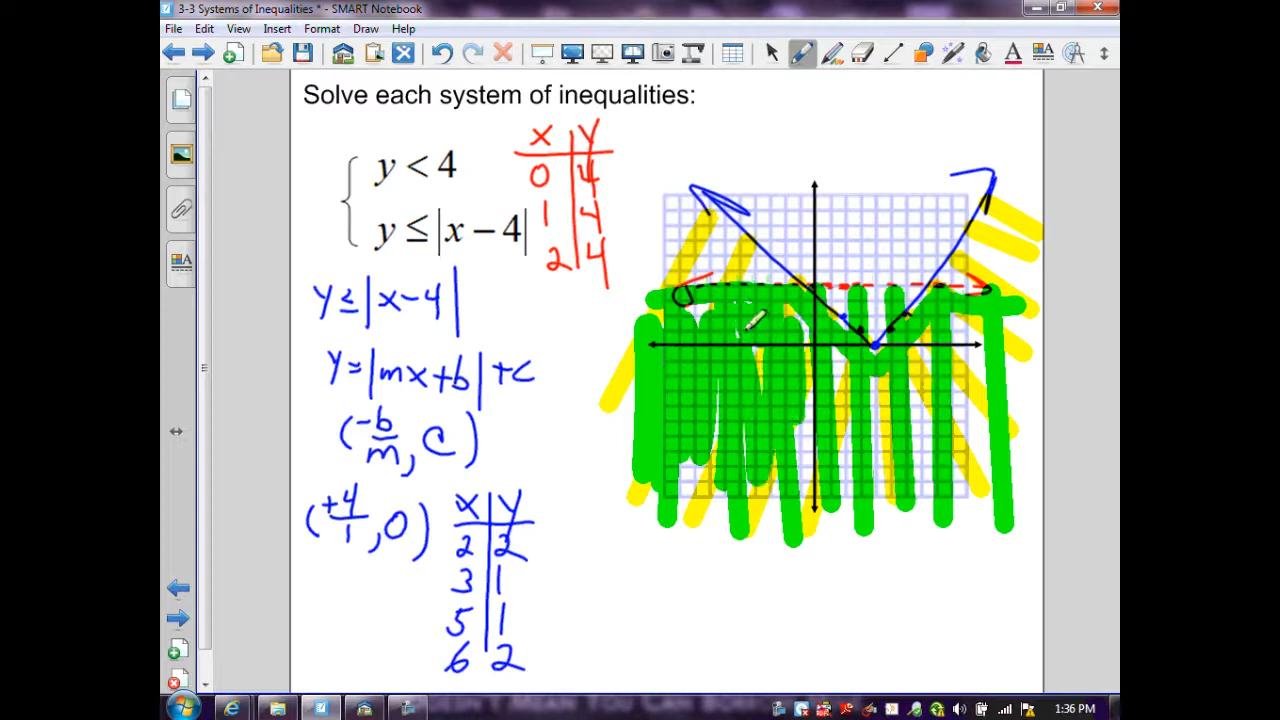 3-3 Systems of Inequalities * - SMART Notebook
File Edit View Insert Format Tools Draw Help
Solve each system of inequalities:
y < 4
y ≤ |x − 4|
X Y
0 4
1 4
2 4
y ≤ |x-4|
y = |mx+b| +c
(-b/m, C)
(+4/1, 0)
X Y
2 2
3 1
5 1
6 2
1:36 PM